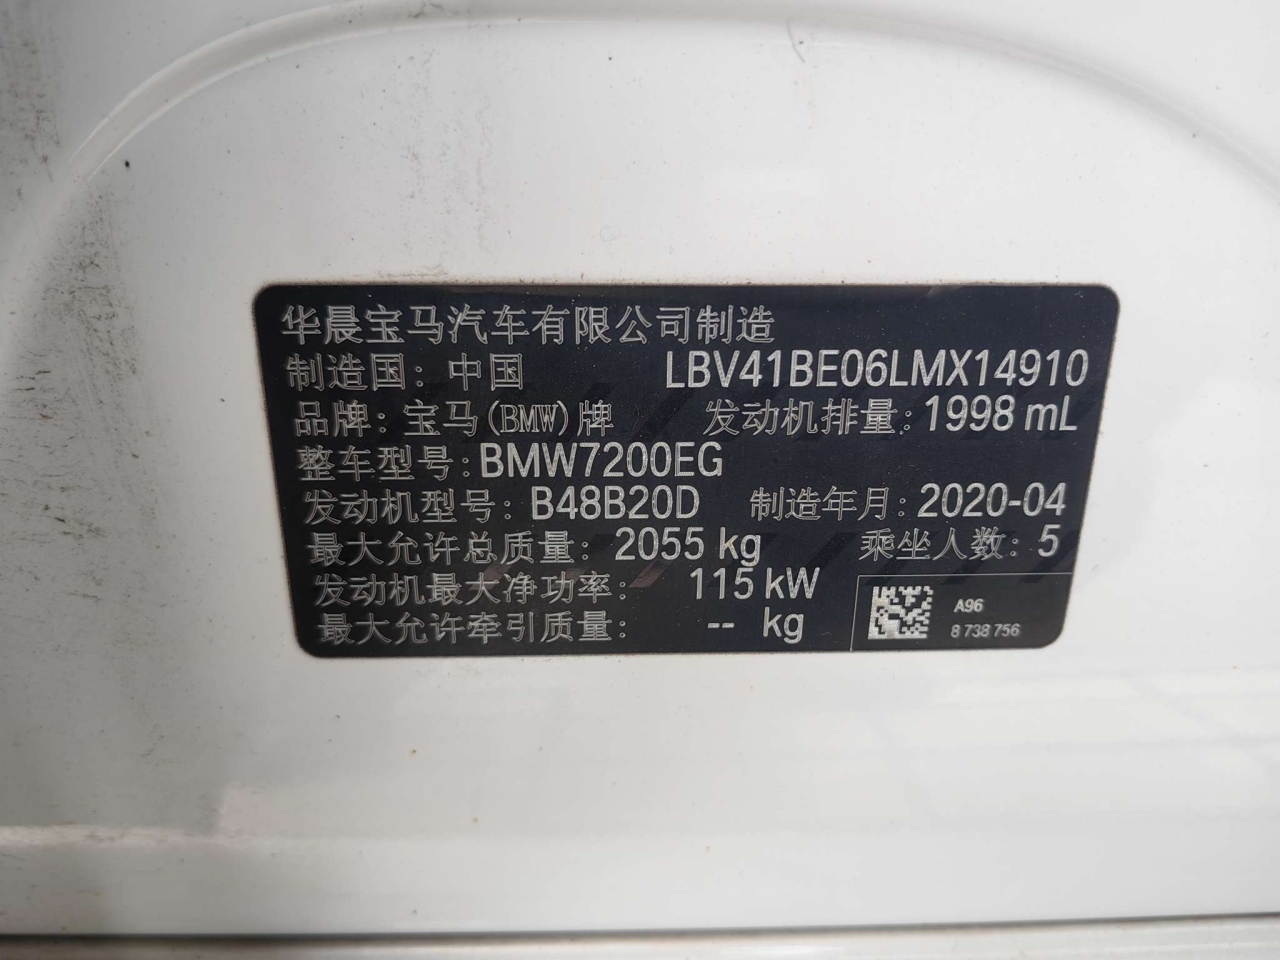 华晨宝马汽车有限公司制造
制造国：中国 LBV41BE06LMX14910
品牌：宝马(BMW)牌 发动机排量：1998 mL
整车型号：BMW7200EG
发动机型号：B48B20D 制造年月：2020-04
最大允许总质量：2055 kg 乘坐人数：5
发动机最大净功率：115 kW
最大允许牵引质量：-- kg
A96
8 738 756